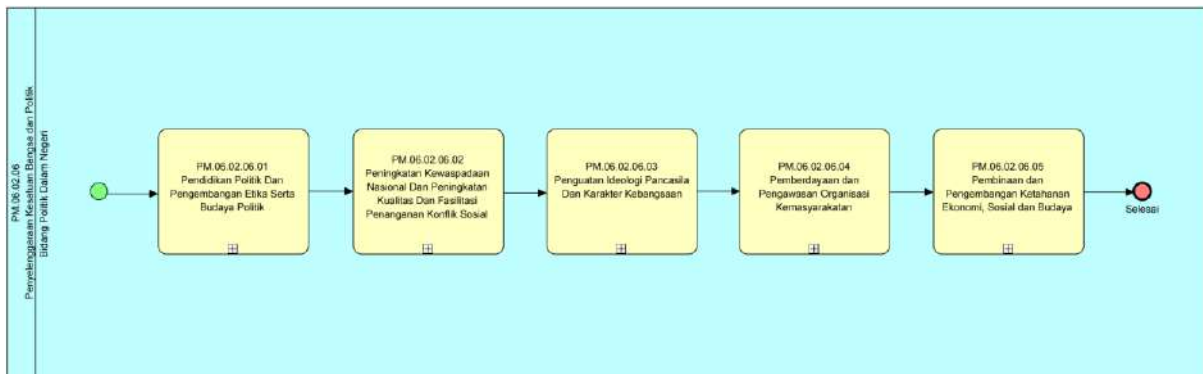 PM.06.02.06
Penyelenggaraan Kesatuan Bangsa dan Politik
Bidang Politik Dalam Negeri
PM.06.02.06.01
Pendidikan Politik Dan
Pengembangan Etika Serta
Budaya Politik
PM.06.02.06.02
Peningkatan Kewaspadaan
Nasional Dan Peningkatan
Kualitas Dan Fasilitasi
Penanganan Konflik Sosial
PM.06.02.06.03
Penguatan Ideologi Pancasila
Dan Karakter Kebangsaan
PM.06.02.06.04
Pemberdayaan dan
Pengawasan Organisasi
Kemasyarakatan
PM.06.02.06.05
Pembinaan dan
Pengembangan Ketahanan
Ekonomi, Sosial dan Budaya
Selesai